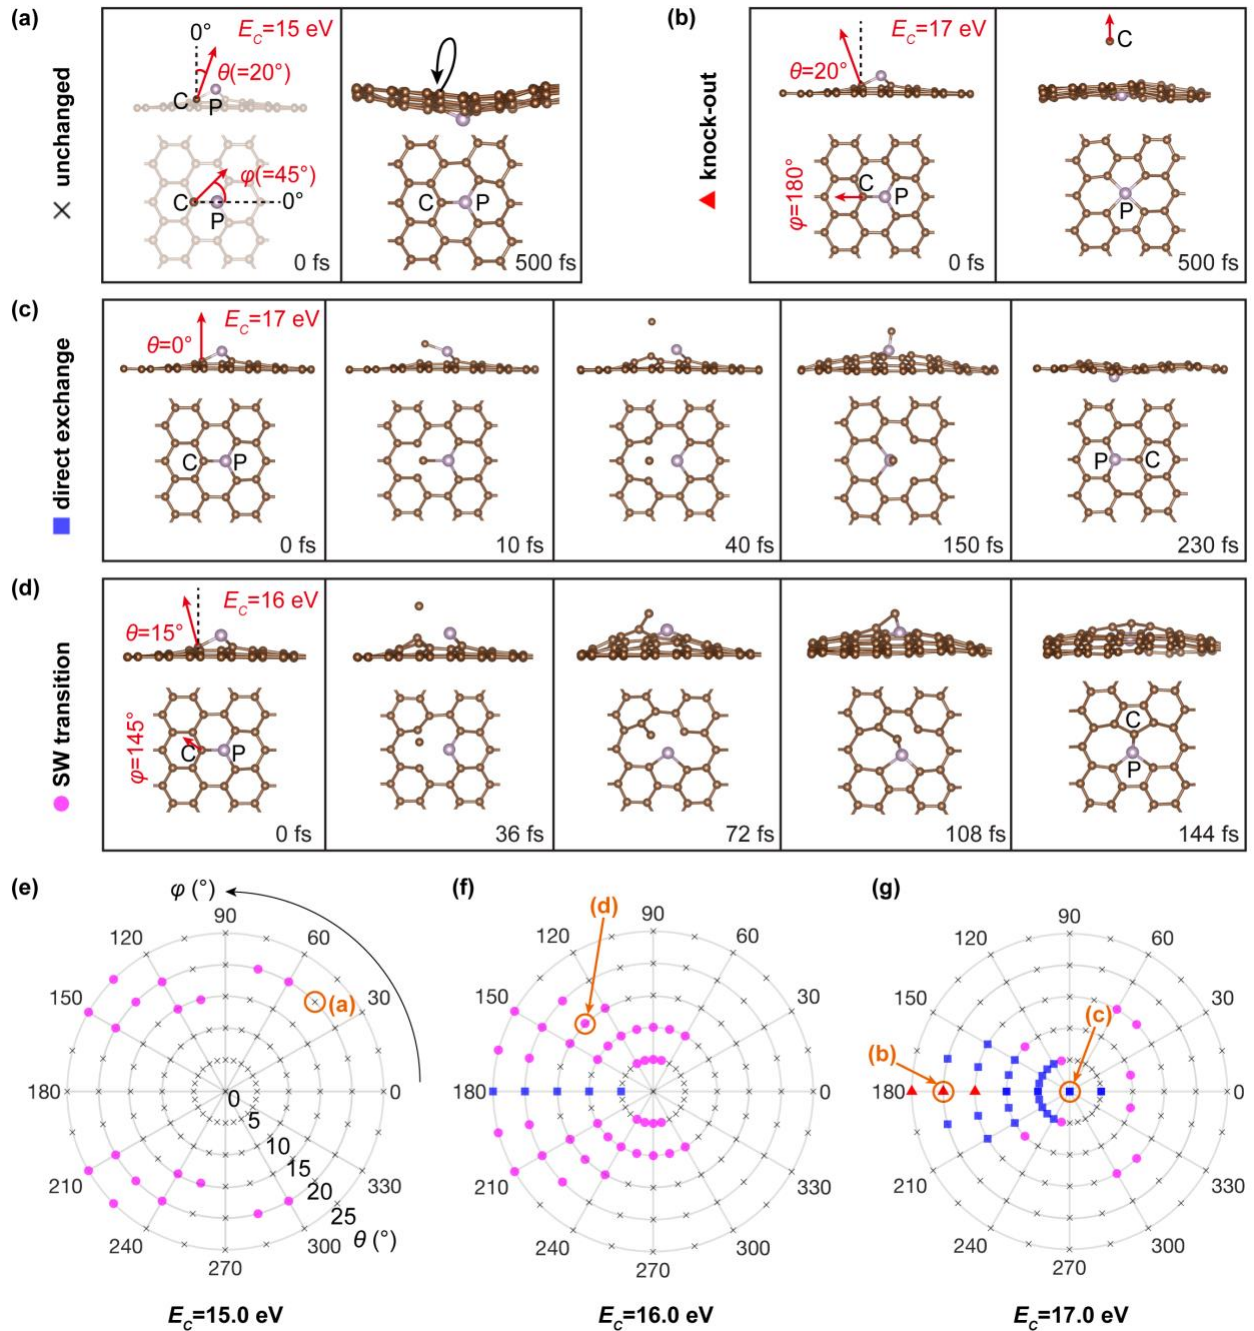 (a)
× unchanged
0°
E_C=15 eV
θ(=20°)
C
P
φ(=45°)
C
0°
P
0 fs
C
P
500 fs
(b)
▲ knock-out
E_C=17 eV
θ=20°
φ=180°
C
P
0 fs
C
P
500 fs
(c)
■ direct exchange
E_C=17 eV
θ=0°
C
P
0 fs
10 fs
40 fs
150 fs
P
C
230 fs
(d)
● SW transition
E_C=16 eV
θ=15°
φ=145°
C
P
0 fs
36 fs
72 fs
108 fs
C
P
144 fs
(e)
φ (°)
90
120
60
150
30
(a)
180
0
0
5
10
15
20
25
θ (°)
210
330
240
300
270
E_C=15.0 eV
(f)
(d)
90
120
60
150
30
180
0
210
330
240
300
270
E_C=16.0 eV
(g)
90
120
60
150
30
(c)
(b)
180
0
210
330
240
300
270
E_C=17.0 eV